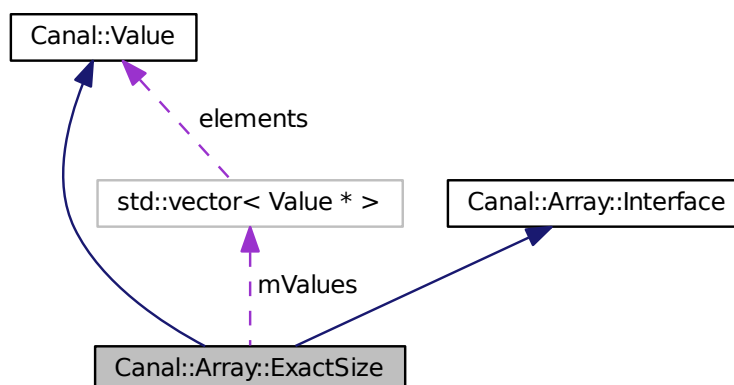 Canal::Value
elements
std::vector< Value * >
Canal::Array::Interface
mValues
Canal::Array::ExactSize